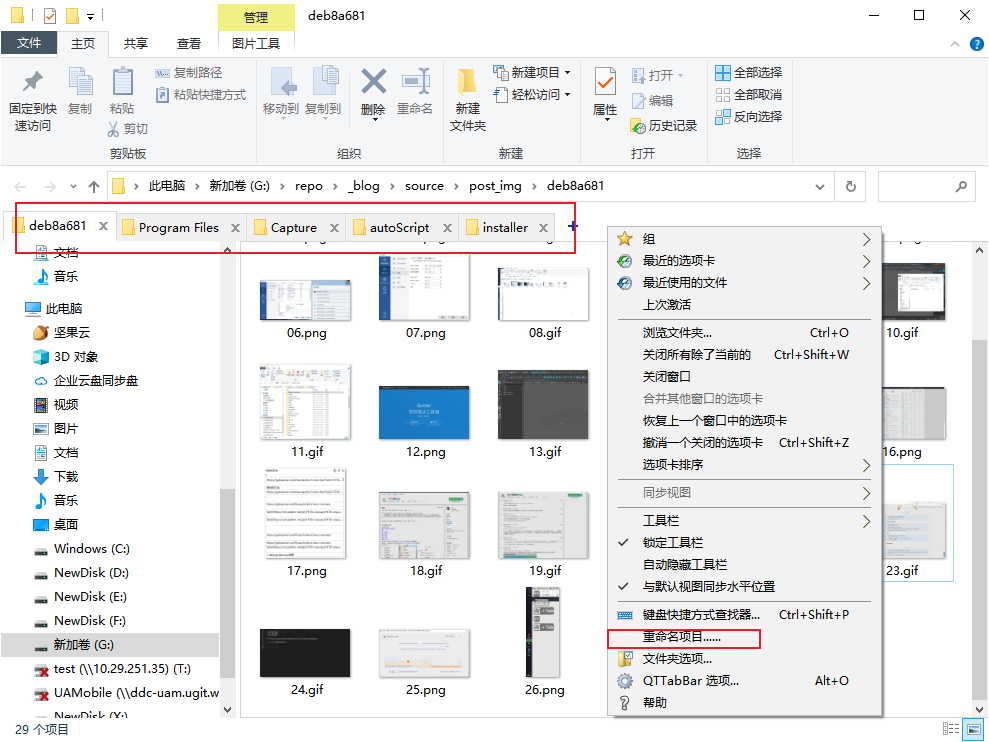 管理
deb8a681
文件
主页
共享
查看
图片工具
固定到快
速访问
复制
粘贴
复制路径
粘贴快捷方式
剪切
剪贴板
移动到
复制到
删除
重命名
组织
新建
文件夹
新建项目
轻松访问
新建
属性
打开
编辑
历史记录
打开
全部选择
全部取消
反向选择
选择
此电脑 › 新加卷 (G:) › repo › _blog › source › post_img › deb8a681
deb8a681
Program Files
Capture
autoScript
installer
文档
音乐
此电脑
坚果云
3D 对象
企业云盘同步盘
视频
图片
文档
下载
音乐
桌面
Windows (C:)
NewDisk (D:)
NewDisk (E:)
NewDisk (F:)
新加卷 (G:)
test (\\10.29.251.35) (T:)
UAMobile (\\ddc-uam.ugit.w
NewDisk (X:)
06.png
07.png
08.gif
10.gif
11.gif
12.png
13.gif
16.png
17.png
18.gif
19.gif
23.gif
24.gif
25.png
26.png
组
最近的选项卡
最近使用的文件
上次激活
浏览文件夹... Ctrl+O
关闭所有除了当前的 Ctrl+Shift+W
关闭窗口
合并其他窗口的选项卡
恢复上一个窗口中的选项卡
撤消一个关闭的选项卡 Ctrl+Shift+Z
选项卡排序
同步视图
工具栏
锁定工具栏
自动隐藏工具栏
与默认视图同步水平位置
键盘快捷方式查找器... Ctrl+Shift+P
重命名项目......
文件夹选项...
QTTabBar 选项... Alt+O
帮助
29 个项目